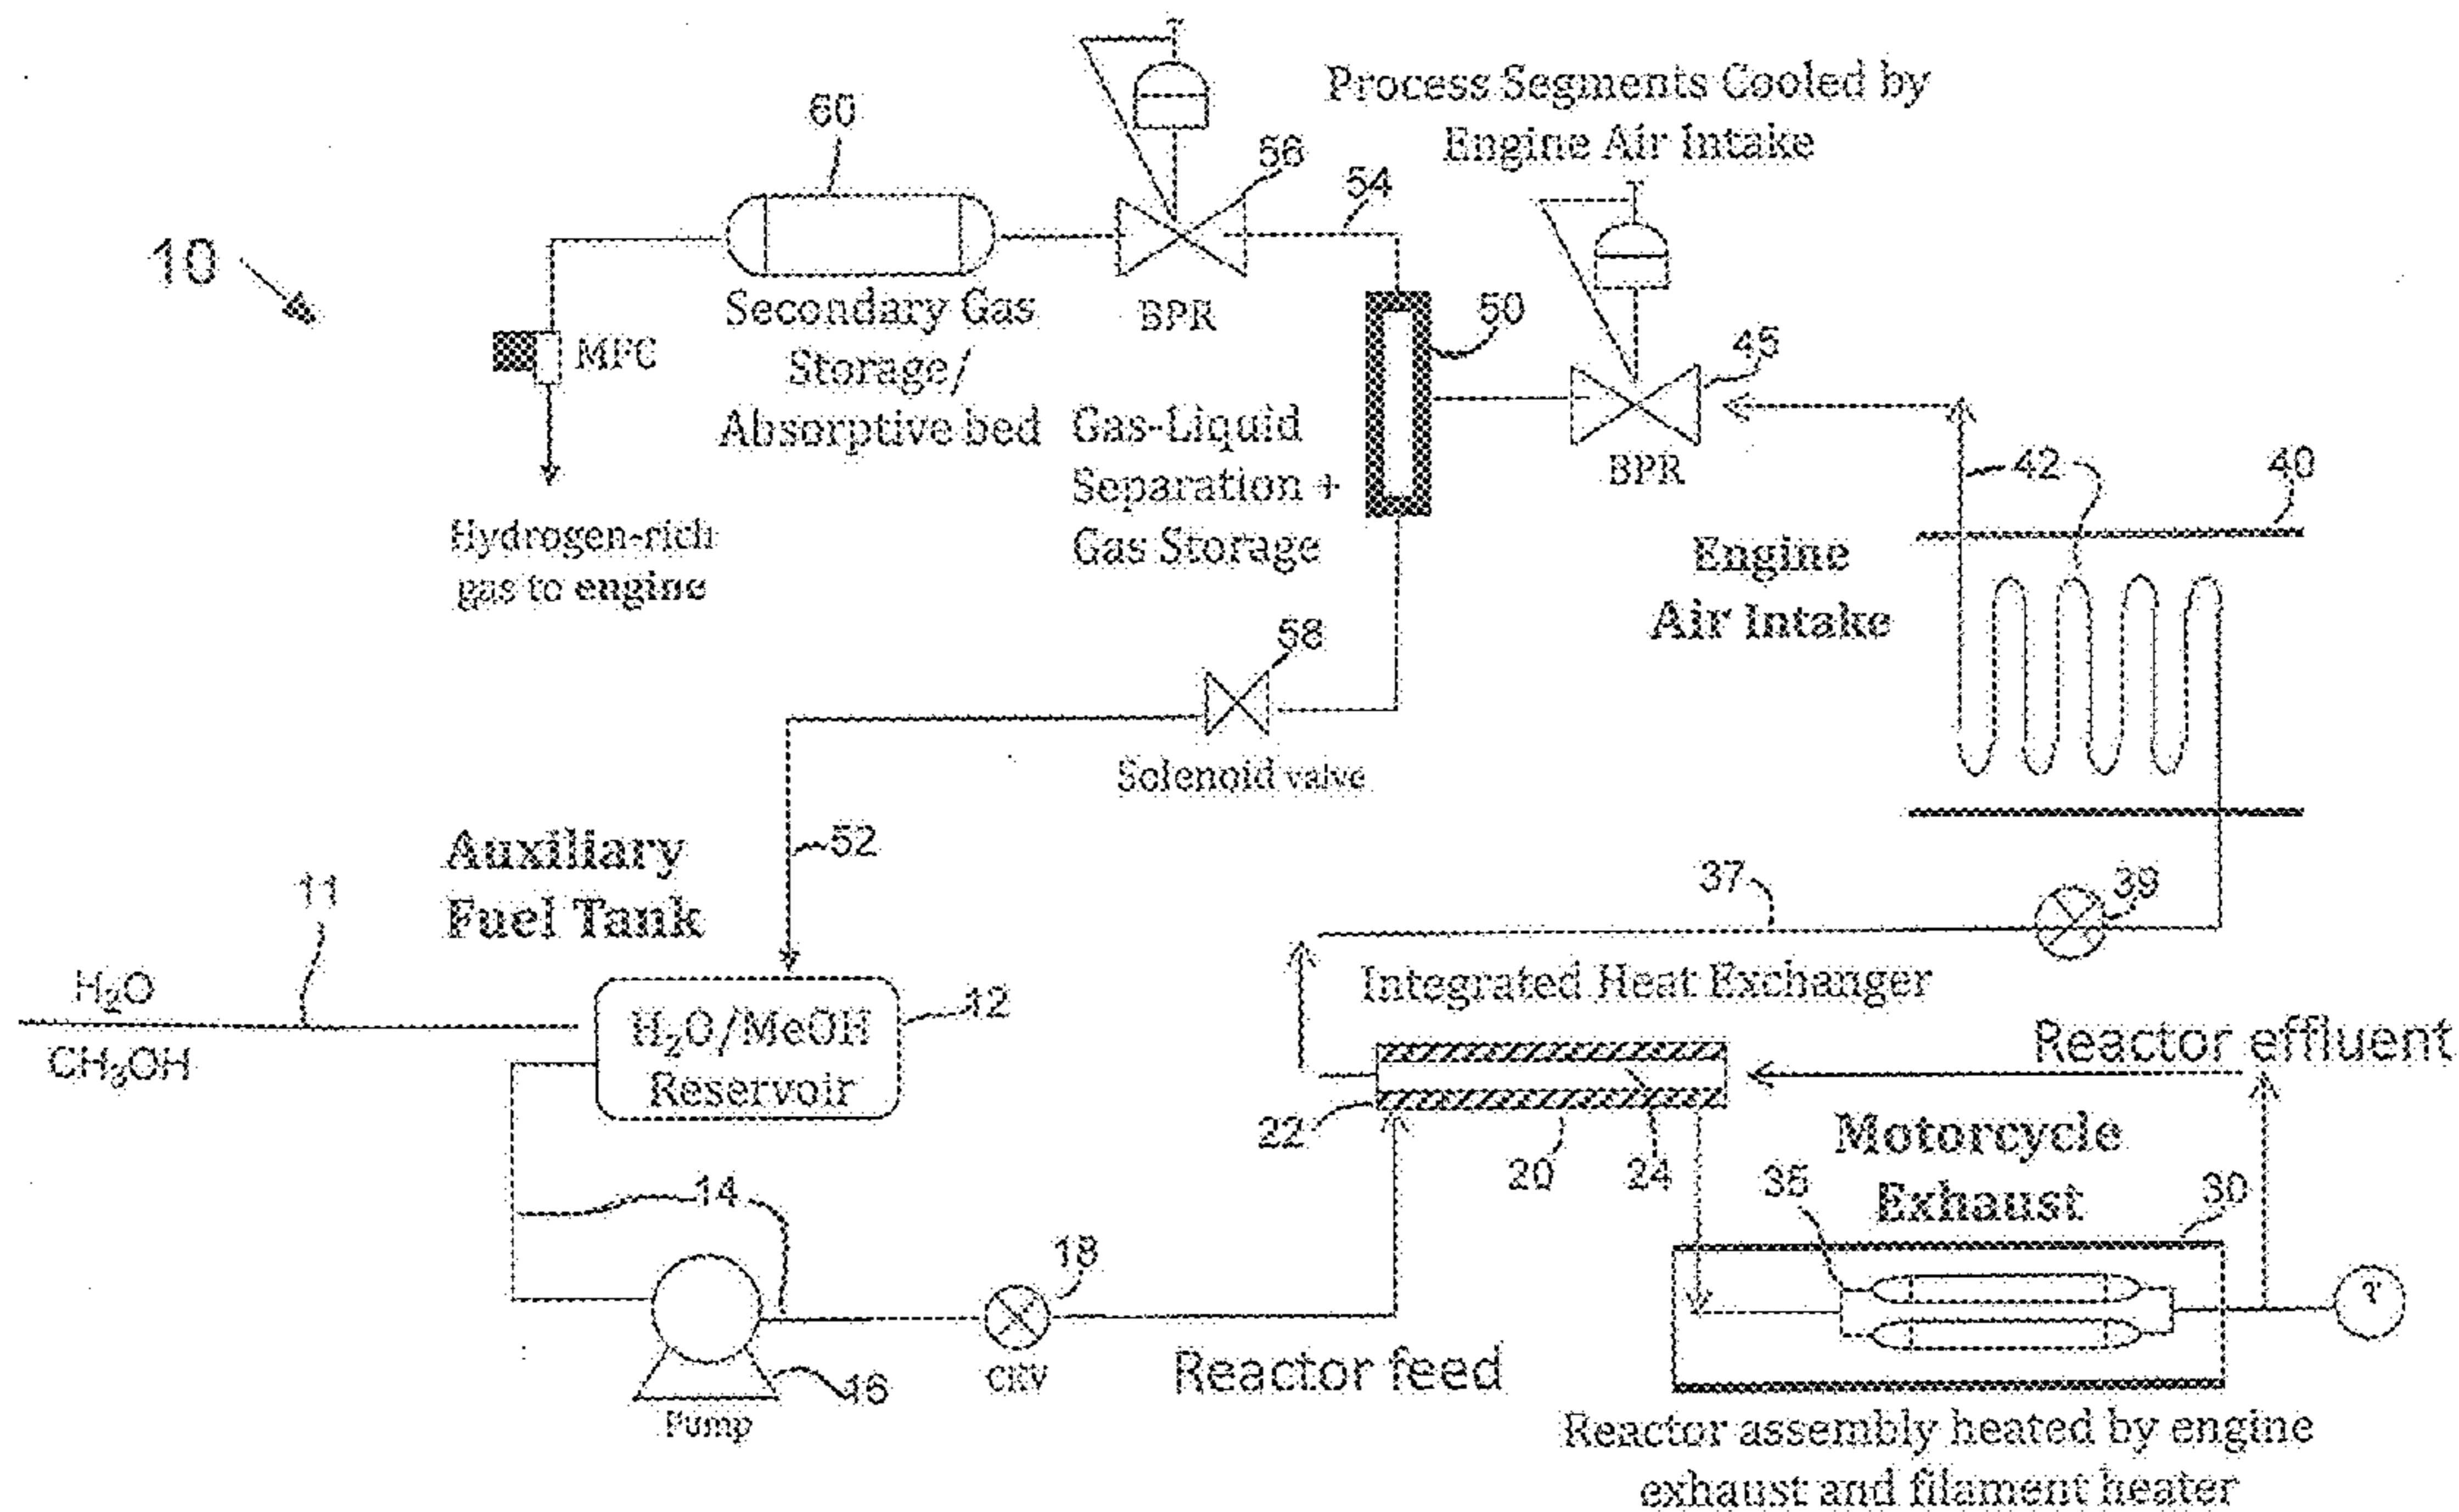 60
Process Segments Cooled by
Engine Air Intake
56
54
10
50
45
MFC
Secondary Gas
Storage/
Absorptive bed
BPR
Gas-Liquid
Separation +
Gas Storage
BPR
42
40
Hydrogen-rich
gas to engine
Engine
Air Intake
58
Solenoid valve
52
Auxiliary
Fuel Tank
11
37
39
H₂O
CH₃OH
H₂O/MeOH
Reservoir
12
Integrated Heat Exchanger
Reactor effluent
22
20
24
Motorcycle
Exhaust
14
35
30
18
16
Pump
Reactor feed
Reactor assembly heated by engine
exhaust and filament heater